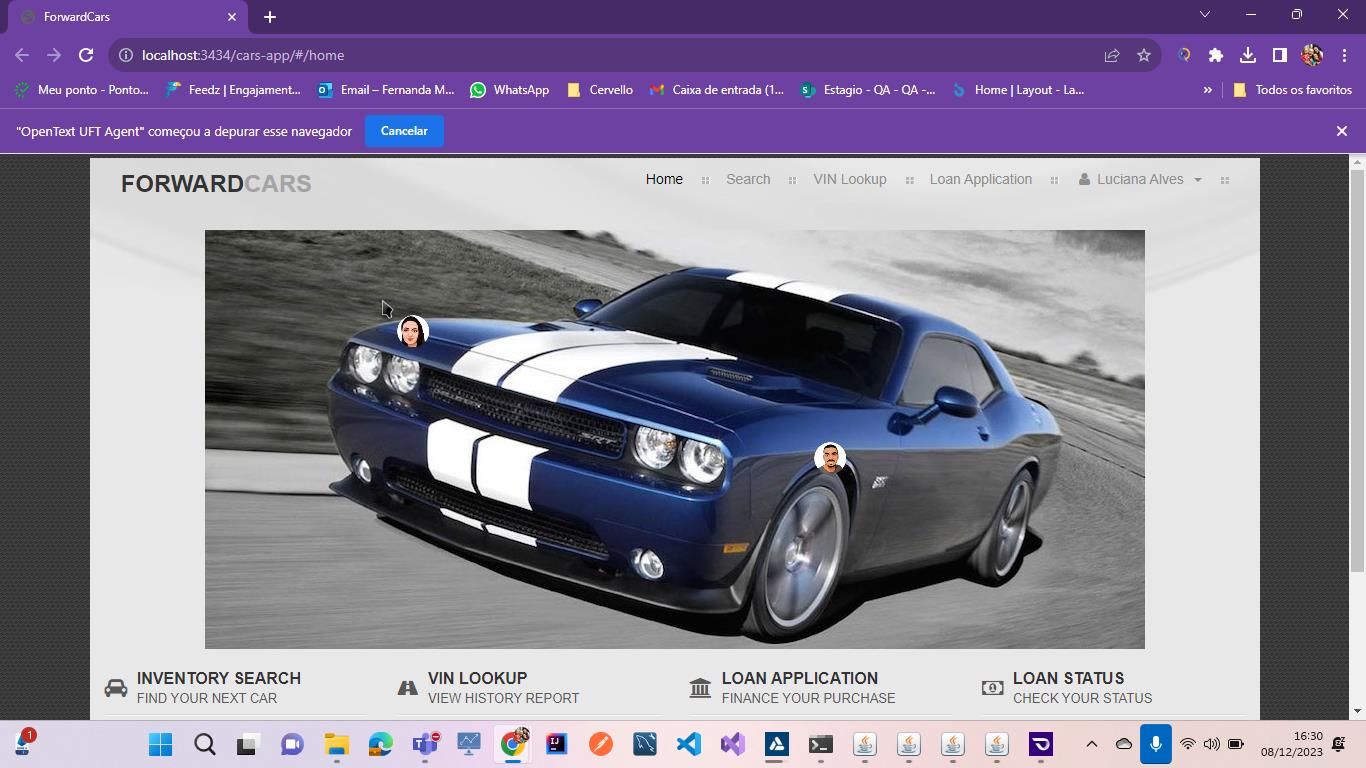 ForwardCars
localhost:3434/cars-app/#/home
Meu ponto - Ponto... Feedz | Engajament... Email – Fernanda M... WhatsApp Cervello Caixa de entrada (1... Estagio - QA - QA -... Home | Layout - La... » Todos os favoritos
"OpenText UFT Agent" começou a depurar esse navegador Cancelar
FORWARDCARS Home Search VIN Lookup Loan Application Luciana Alves
SRT
INVENTORY SEARCH VIN LOOKUP LOAN APPLICATION LOAN STATUS
FIND YOUR NEXT CAR VIEW HISTORY REPORT FINANCE YOUR PURCHASE CHECK YOUR STATUS
1 16:30
08/12/2023